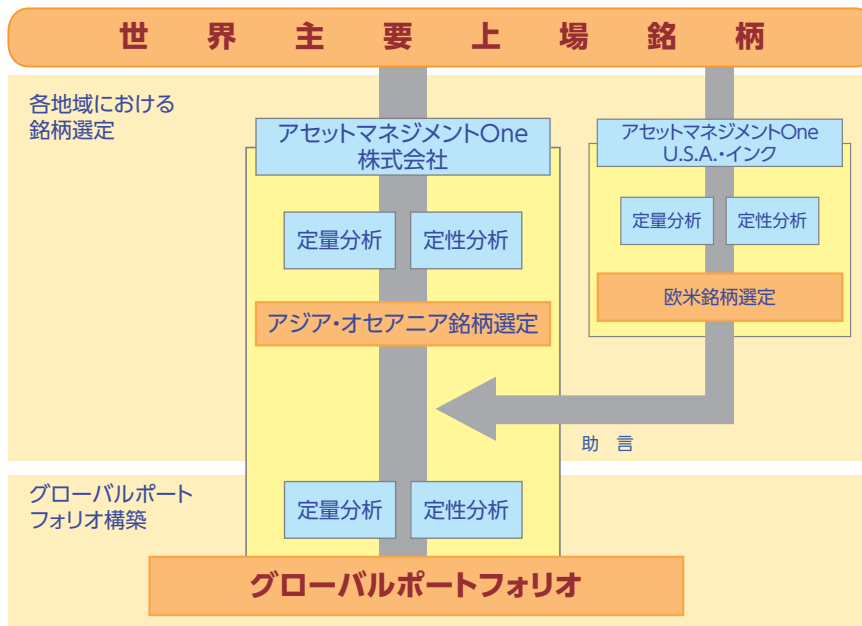 世界主要上場銘柄
各地域における
銘柄選定
アセットマネジメントOne
株式会社
定量分析
定性分析
アジア・オセアニア銘柄選定
アセットマネジメントOne
U.S.A.・インク
定量分析
定性分析
欧米銘柄選定
助 言
グローバルポート
フォリオ構築
定量分析
定性分析
グローバルポートフォリオ